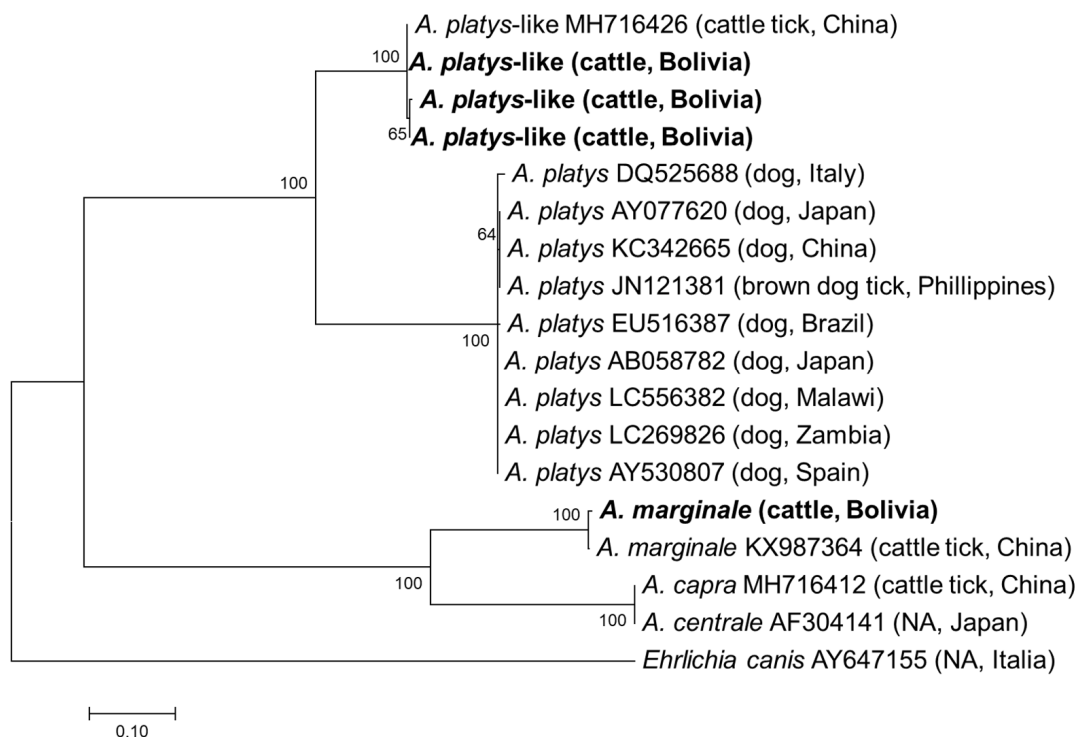 A. platys-like MH716426 (cattle tick, China)
100
A. platys-like (cattle, Bolivia)
A. platys-like (cattle, Bolivia)
65
A. platys-like (cattle, Bolivia)
A. platys DQ525688 (dog, Italy)
100
A. platys AY077620 (dog, Japan)
64
A. platys KC342665 (dog, China)
A. platys JN121381 (brown dog tick, Phillippines)
A. platys EU516387 (dog, Brazil)
100
A. platys AB058782 (dog, Japan)
A. platys LC556382 (dog, Malawi)
A. platys LC269826 (dog, Zambia)
A. platys AY530807 (dog, Spain)
100
A. marginale (cattle, Bolivia)
A. marginale KX987364 (cattle tick, China)
100
A. capra MH716412 (cattle tick, China)
100
A. centrale AF304141 (NA, Japan)
Ehrlichia canis AY647155 (NA, Italia)
0.10